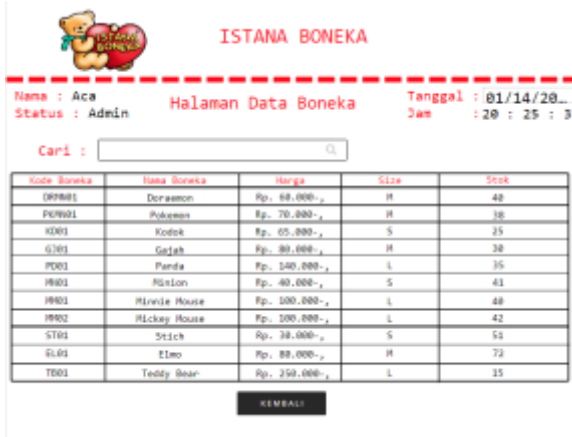 ISTANA BONEKA
ISTANA BONEKA
Nama : Aca
Status : Admin
Halaman Data Boneka
Tanggal : 01/14/20...
Jam : 20 : 25 : 3
Cari :
Kode Boneka Nama Boneka Harga Size Stok
DRMN01 Doraemon Rp. 60.000-, M 40
PKMN01 Pokemon Rp. 70.000-, M 38
KD01 Kodok Rp. 65.000-, S 25
GJ01 Gajah Rp. 80.000-, M 30
PD01 Panda Rp. 140.000-, L 35
MN01 Minion Rp. 40.000-, S 41
MM01 Minnie Mouse Rp. 100.000-, L 40
MM02 Mickey Mouse Rp. 100.000-, L 42
ST01 Stich Rp. 30.000-, S 51
EL01 Elmo Rp. 80.000-, M 72
TB01 Teddy Bear Rp. 250.000-, L 15
KEMBALI